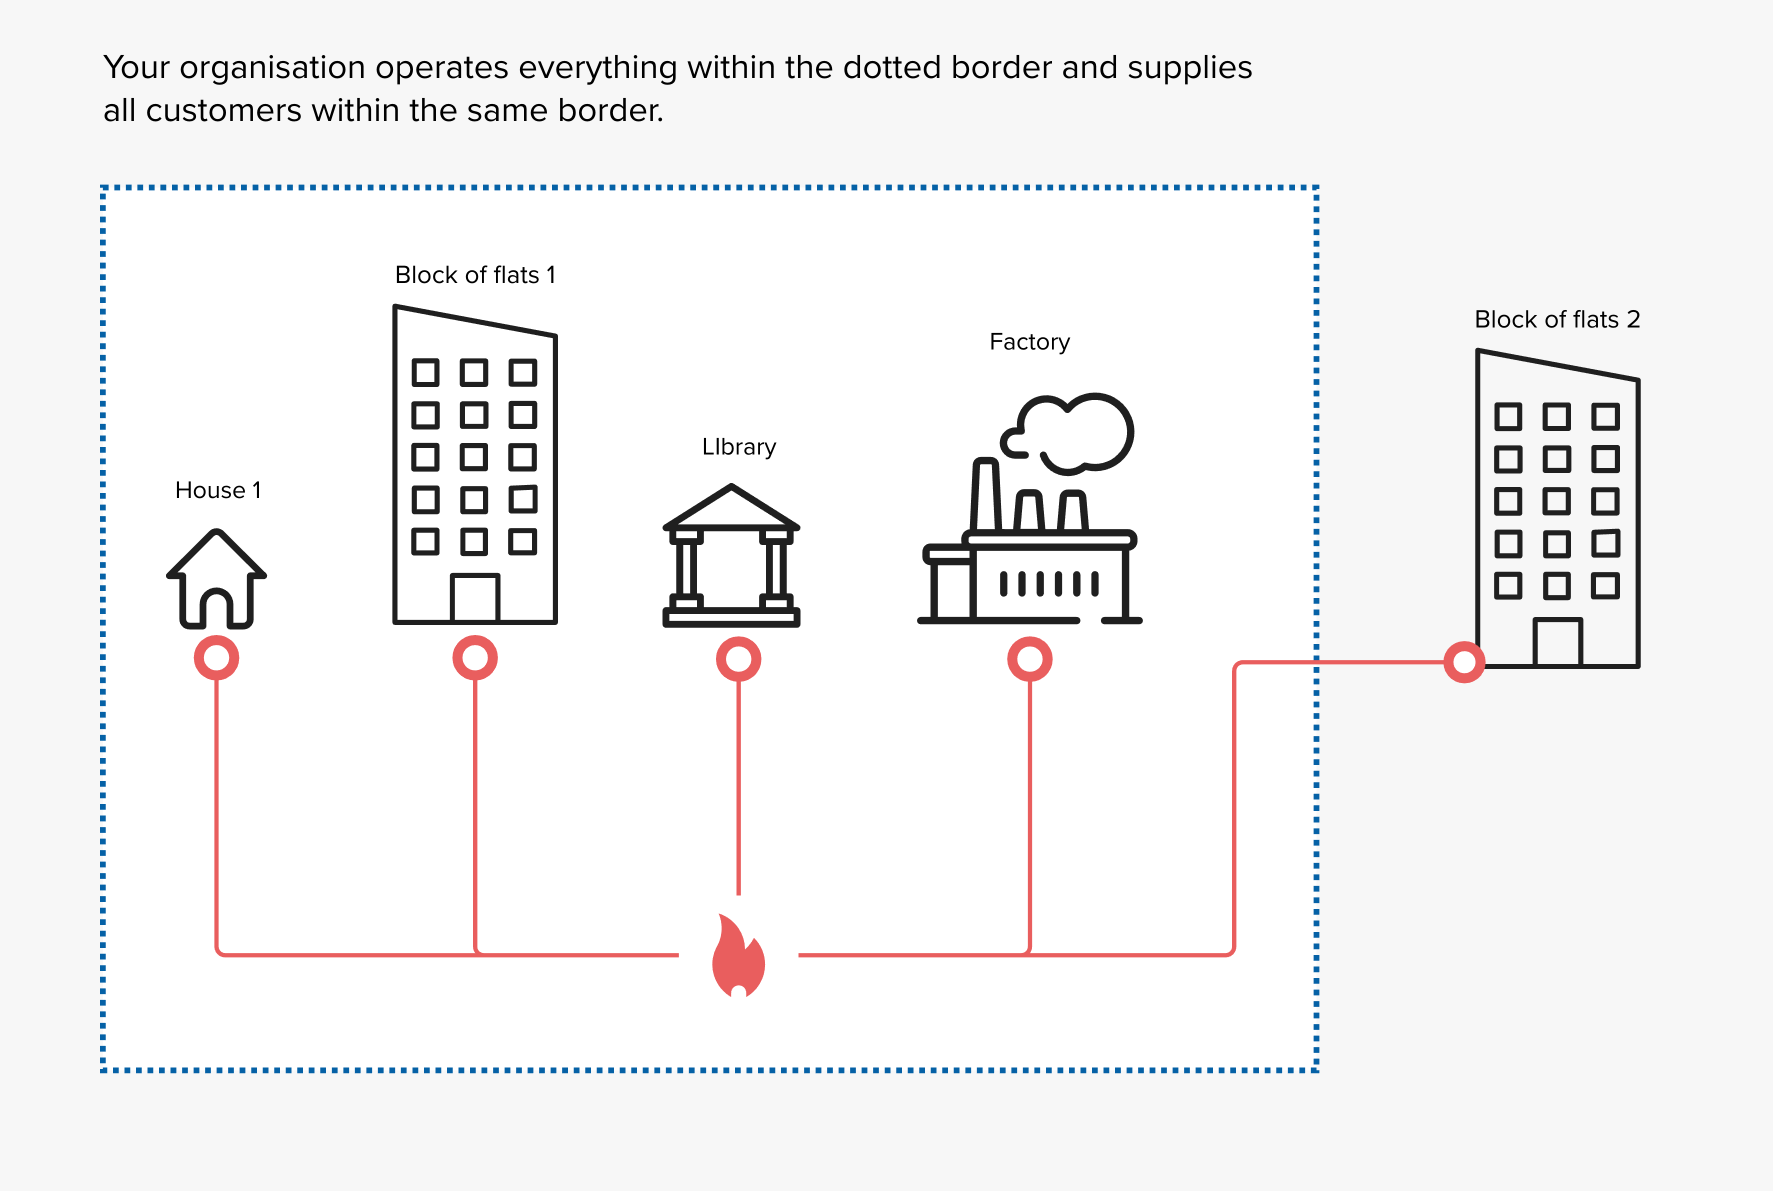 Your organisation operates everything within the dotted border and supplies
all customers within the same border.
Block of flats 1
Block of flats 2
Factory
LIbrary
House 1